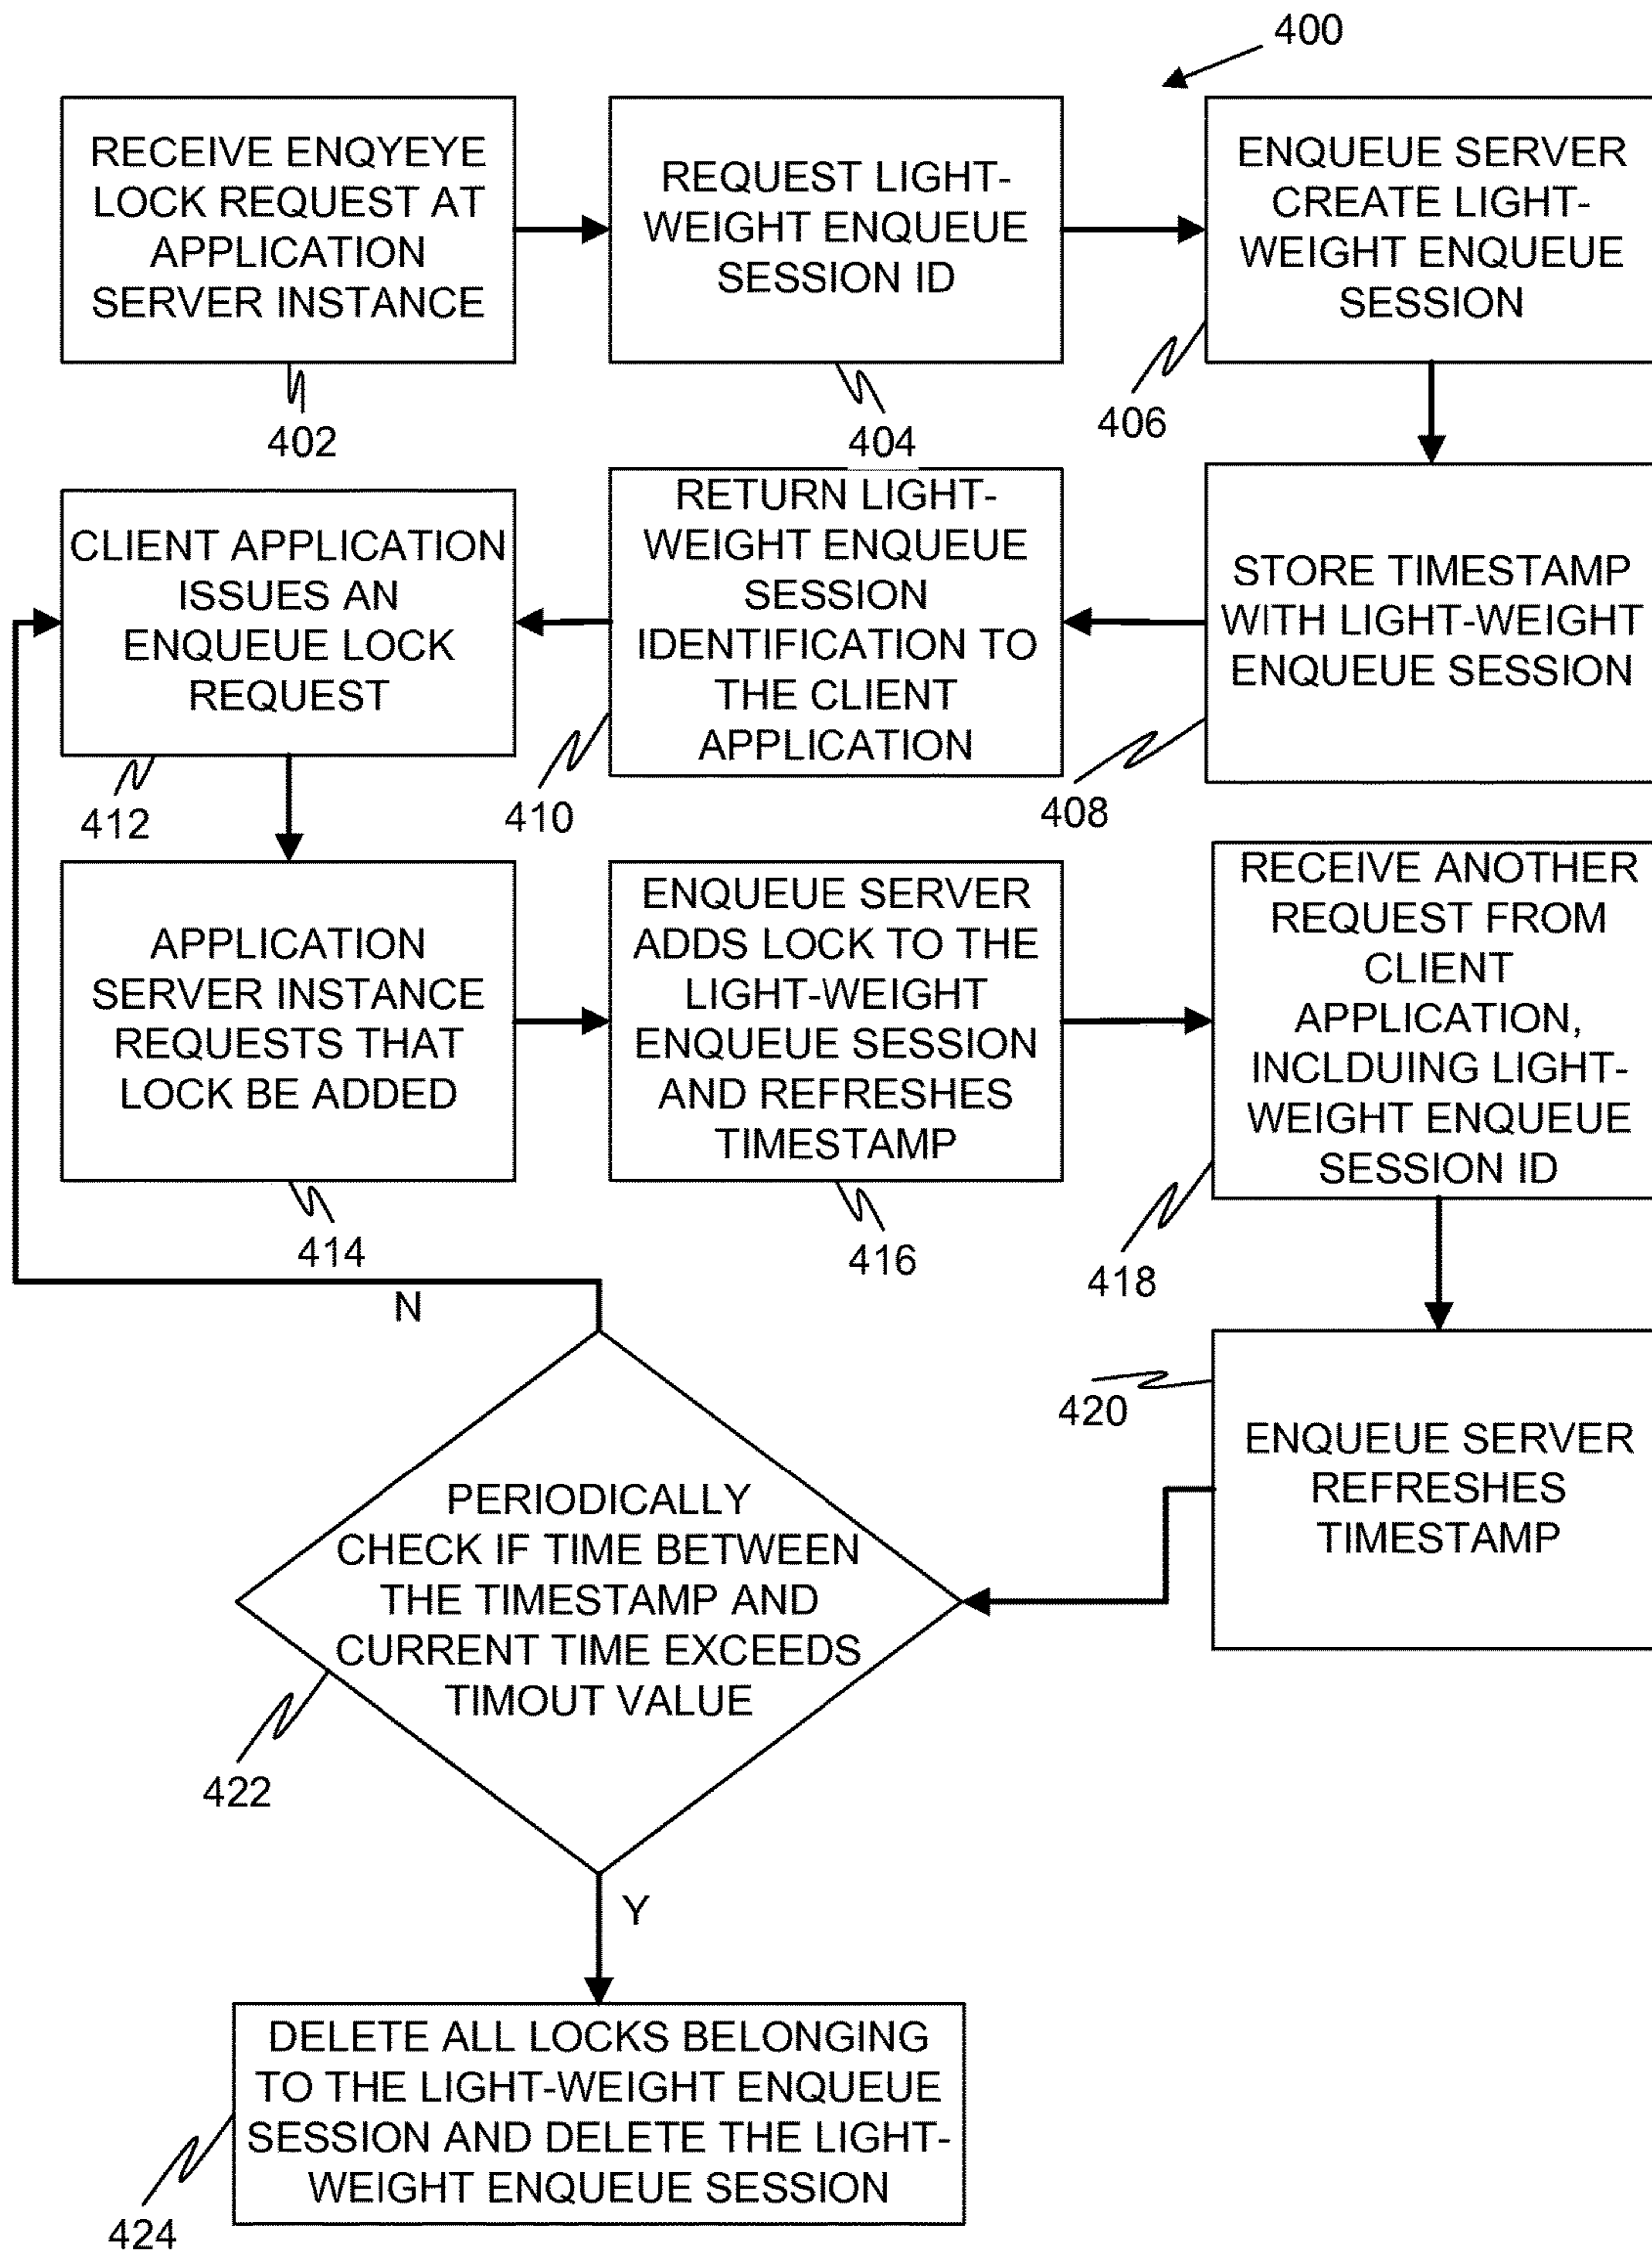 400
RECEIVE ENQYEYE
LOCK REQUEST AT
APPLICATION
SERVER INSTANCE
402
REQUEST LIGHT-
WEIGHT ENQUEUE
SESSION ID
404
ENQUEUE SERVER
CREATE LIGHT-
WEIGHT ENQUEUE
SESSION
406
STORE TIMESTAMP
WITH LIGHT-WEIGHT
ENQUEUE SESSION
408
RETURN LIGHT-
WEIGHT ENQUEUE
SESSION
IDENTIFICATION TO
THE CLIENT
APPLICATION
410
CLIENT APPLICATION
ISSUES AN
ENQUEUE LOCK
REQUEST
412
APPLICATION
SERVER INSTANCE
REQUESTS THAT
LOCK BE ADDED
414
ENQUEUE SERVER
ADDS LOCK TO THE
LIGHT-WEIGHT
ENQUEUE SESSION
AND REFRESHES
TIMESTAMP
416
RECEIVE ANOTHER
REQUEST FROM
CLIENT
APPLICATION,
INCLDUING LIGHT-
WEIGHT ENQUEUE
SESSION ID
418
ENQUEUE SERVER
REFRESHES
TIMESTAMP
420
N
PERIODICALLY
CHECK IF TIME BETWEEN
THE TIMESTAMP AND
CURRENT TIME EXCEEDS
TIMOUT VALUE
422
Y
DELETE ALL LOCKS BELONGING
TO THE LIGHT-WEIGHT ENQUEUE
SESSION AND DELETE THE LIGHT-
WEIGHT ENQUEUE SESSION
424